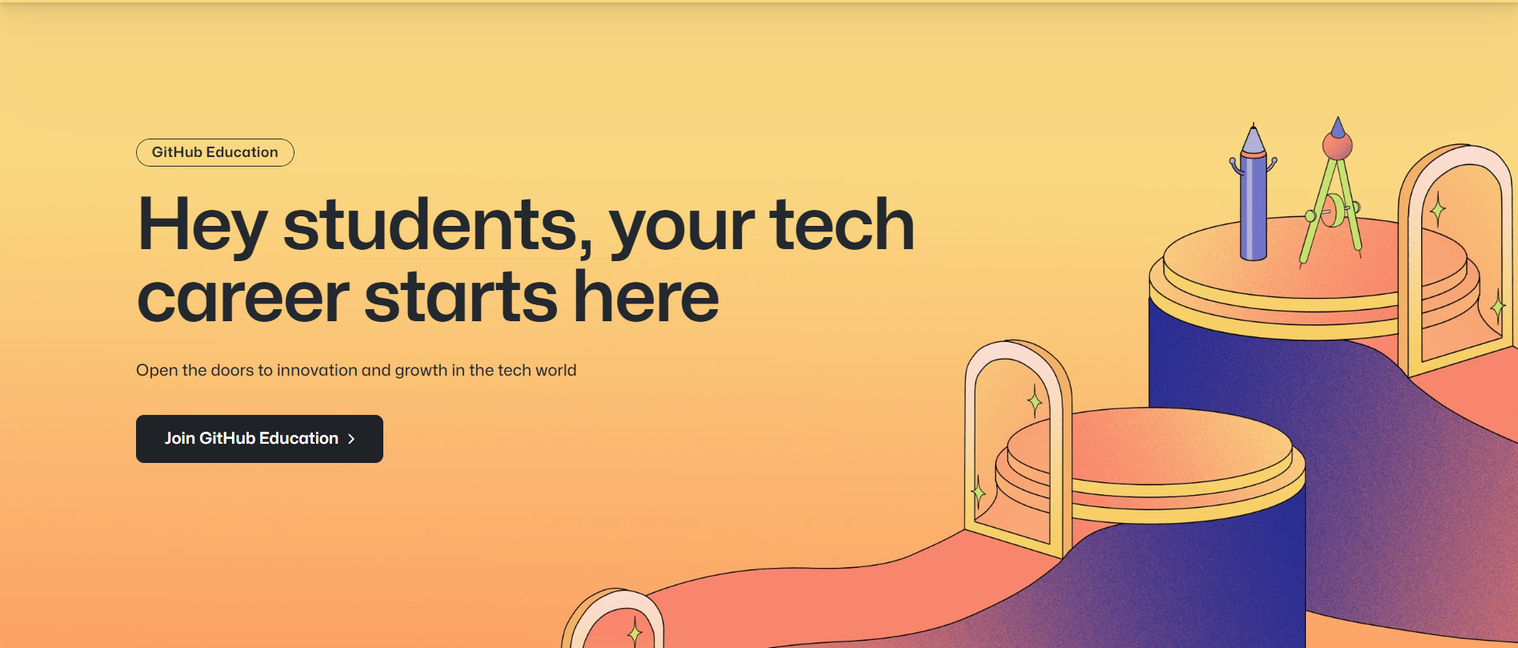 GitHub Education
Hey students, your tech
career starts here
Open the doors to innovation and growth in the tech world
Join GitHub Education